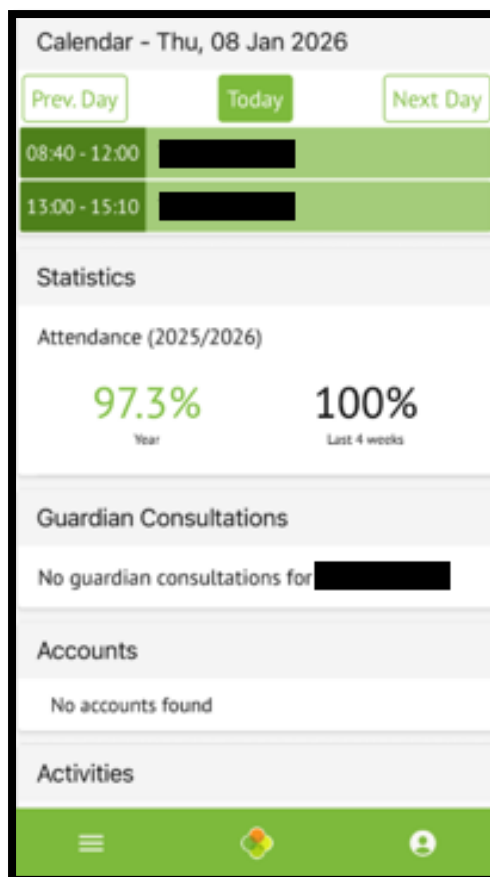 Calendar - Thu, 08 Jan 2026
Prev. Day Today Next Day
08:40 - 12:00
13:00 - 15:10
Statistics
Attendance (2025/2026)
97.3% 100%
Year Last 4 weeks
Guardian Consultations
No guardian consultations for
Accounts
No accounts found
Activities